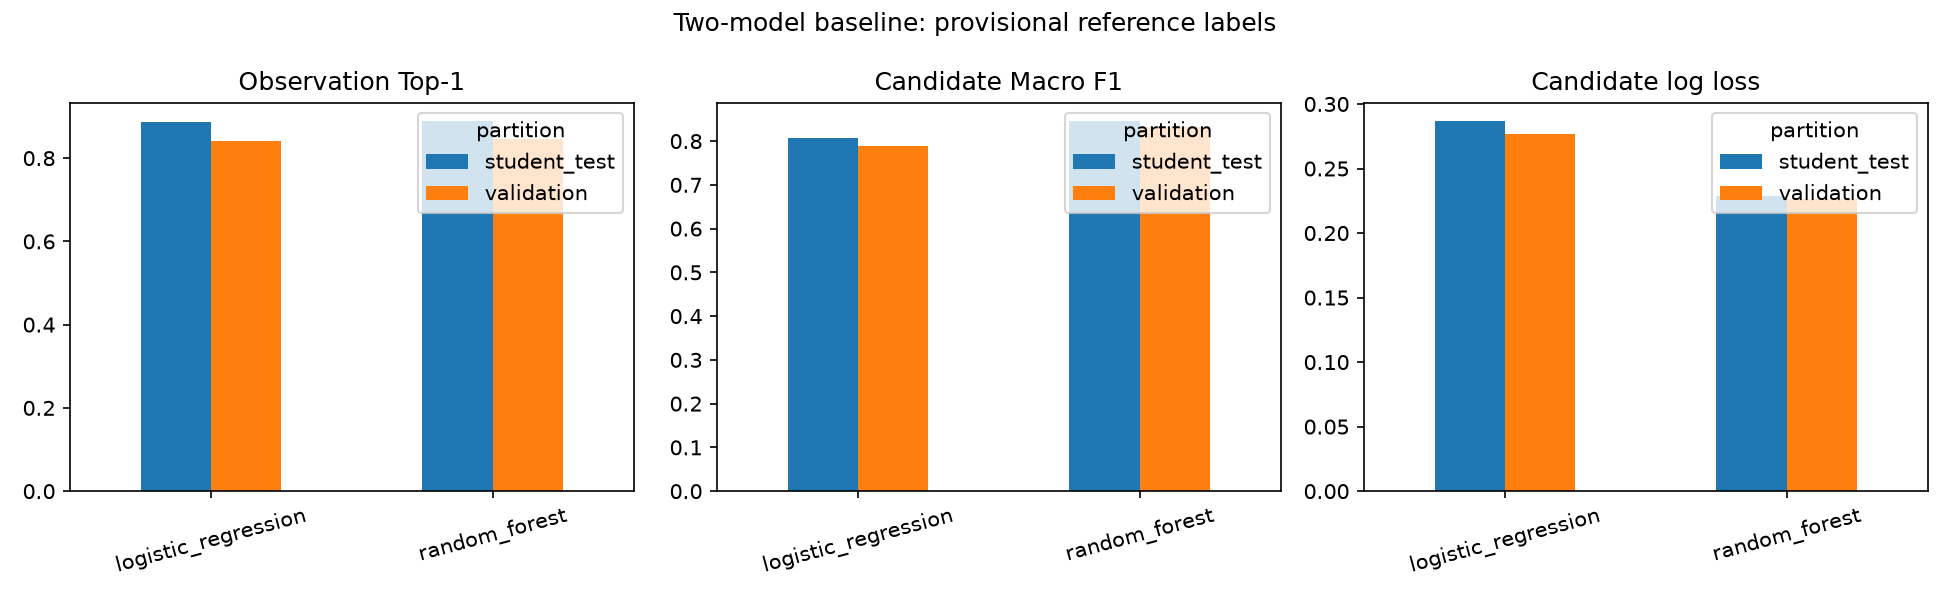 Two-model baseline: provisional reference labels
Observation Top-1
0.8
0.6
0.4
0.2
0.0
partition
student_test
validation
logistic_regression
random_forest
Candidate Macro F1
0.8
0.7
0.6
0.5
0.4
0.3
0.2
0.1
0.0
partition
student_test
validation
logistic_regression
random_forest
Candidate log loss
0.30
0.25
0.20
0.15
0.10
0.05
0.00
partition
student_test
validation
logistic_regression
random_forest